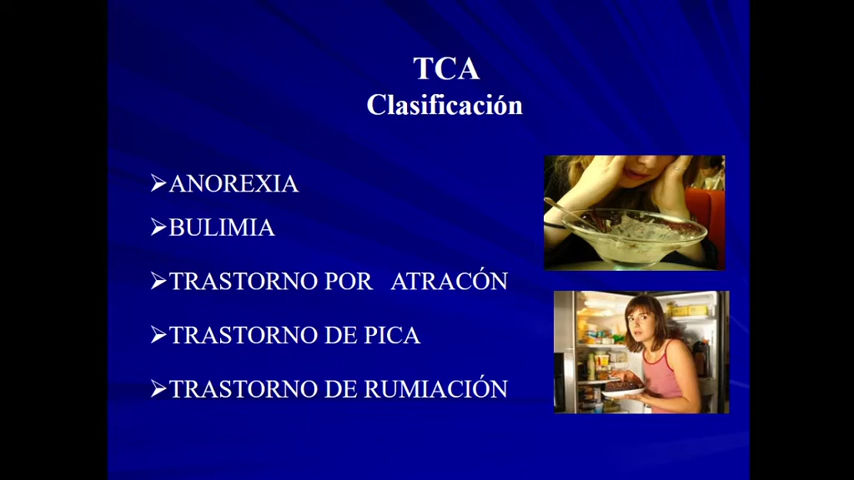 TCA
Clasificación
➢ANOREXIA
➢BULIMIA
➢TRASTORNO POR ATRACÓN
➢TRASTORNO DE PICA
➢TRASTORNO DE RUMIACIÓN